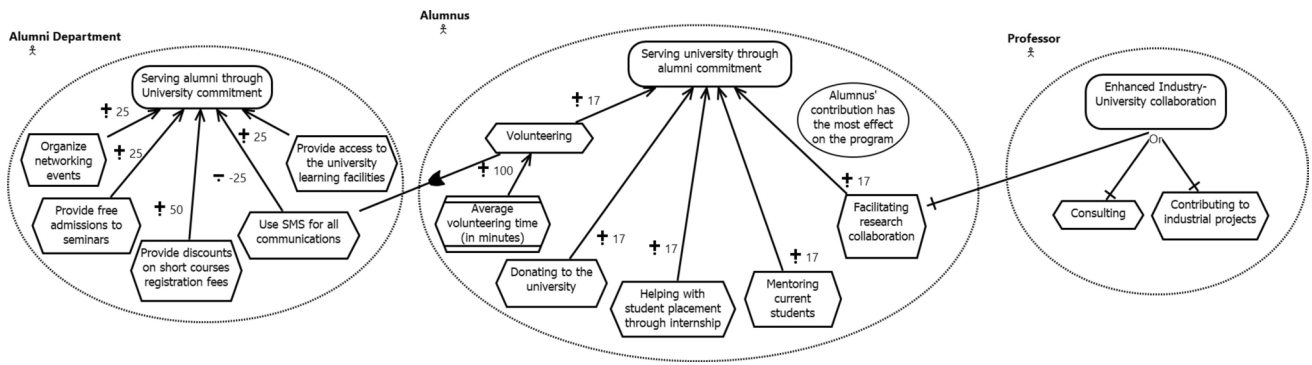 Alumni Department
Serving alumni through
University commitment
25
25
25
-25
50
Organize
networking
events
Provide free
admissions to
seminars
Provide discounts
on short courses
registration fees
Use SMS for all
communications
Provide access to
the university
learning facilities
Alumnus
Serving university through
alumni commitment
Alumnus'
contribution has
the most effect
on the program
17
Volunteering
100
Average
volunteering time
(in minutes)
17
Donating to the
university
17
Helping with
student placement
through internship
17
Mentoring
current
students
17
Facilitating
research
collaboration
Professor
Enhanced Industry-
University collaboration
Or
Consulting
Contributing to
industrial projects